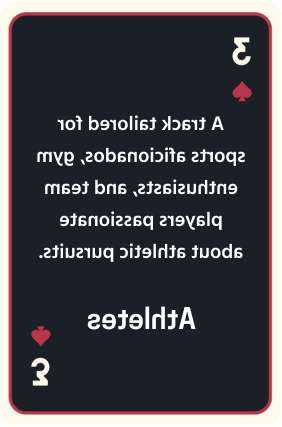 3
A track tailored for
sports aficionados, gym
enthusiasts, and team
players passionate
about athletic pursuits.
Athletes
3